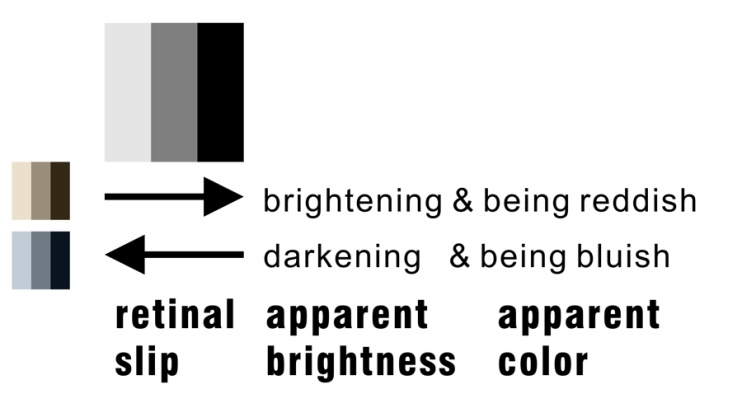 brightening & being reddish
darkening & being bluish
retinal apparent apparent
slip brightness color